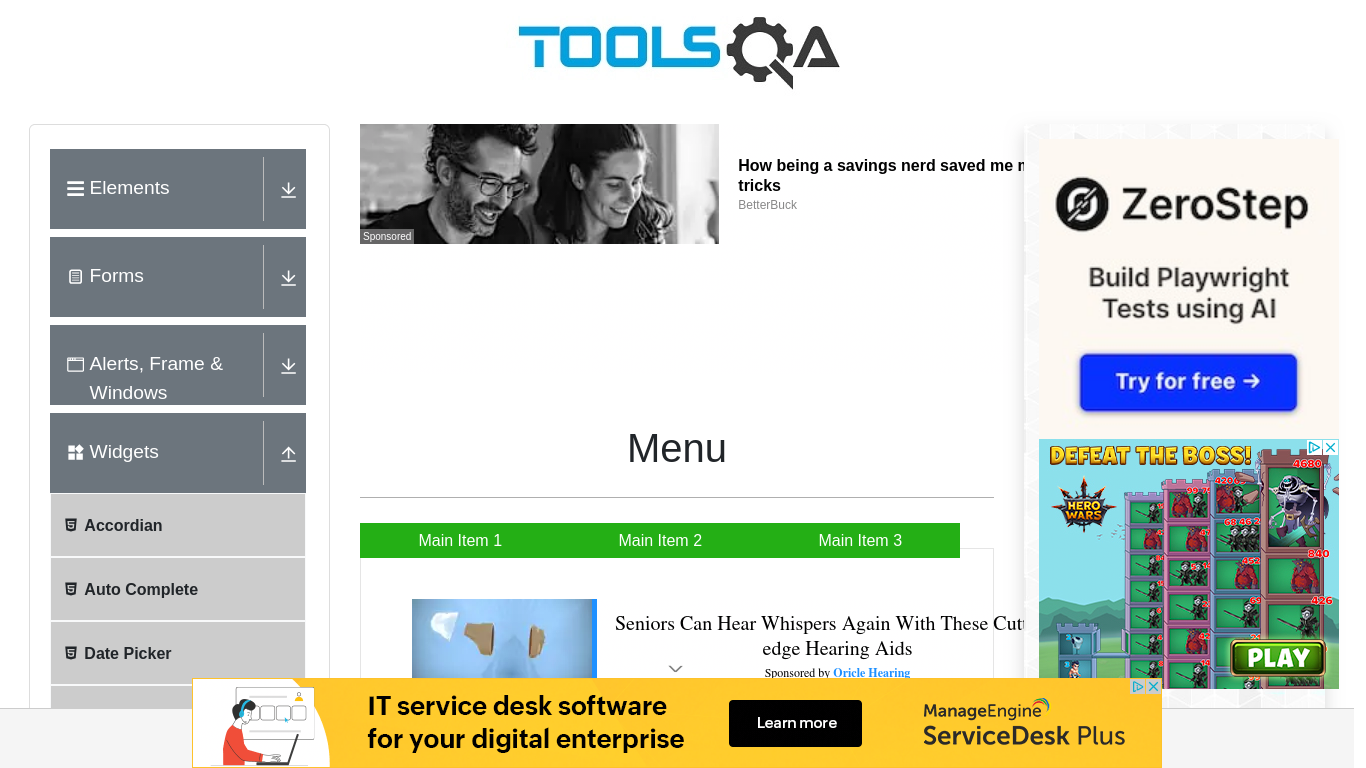 TOOLSQA
Elements
Forms
Alerts, Frame &
Windows
Widgets
Accordian
Auto Complete
Date Picker
Sponsored
How being a savings nerd saved me
tricks
BetterBuck
Menu
Main Item 1
Main Item 2
Main Item 3
Seniors Can Hear Whispers Again With These
edge Hearing Aids
Sponsored by Oricle Hearing
ZeroStep
Build Playwright
Tests using AI
Try for free →
DEFEAT THE BOSS!
HERO
WARS
4680
840
426
PLAY
IT service desk software
for your digital enterprise
Learn more
ManageEngine
ServiceDesk Plus